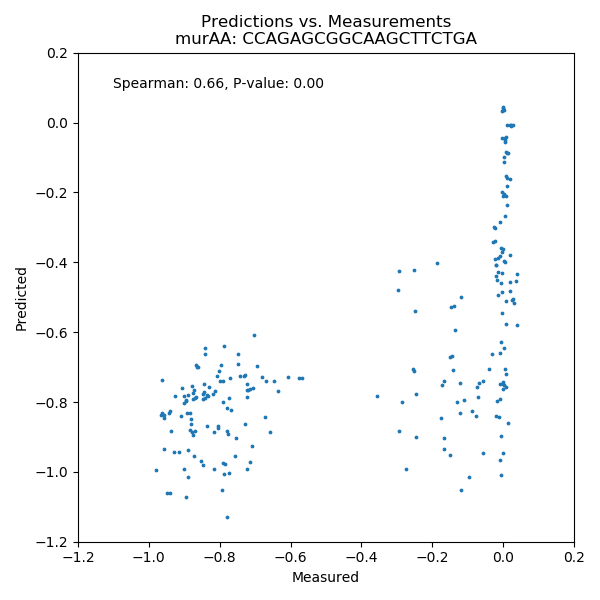 Predictions vs. Measurements
murAA: CCAGAGCGGCAAGCTTCTGA
Spearman: 0.66, P-value: 0.00
0.2
0.0
−0.2
−0.4
−0.6
−0.8
−1.0
−1.2
Predicted
−1.2 −1.0 −0.8 −0.6 −0.4 −0.2 0.0 0.2
Measured